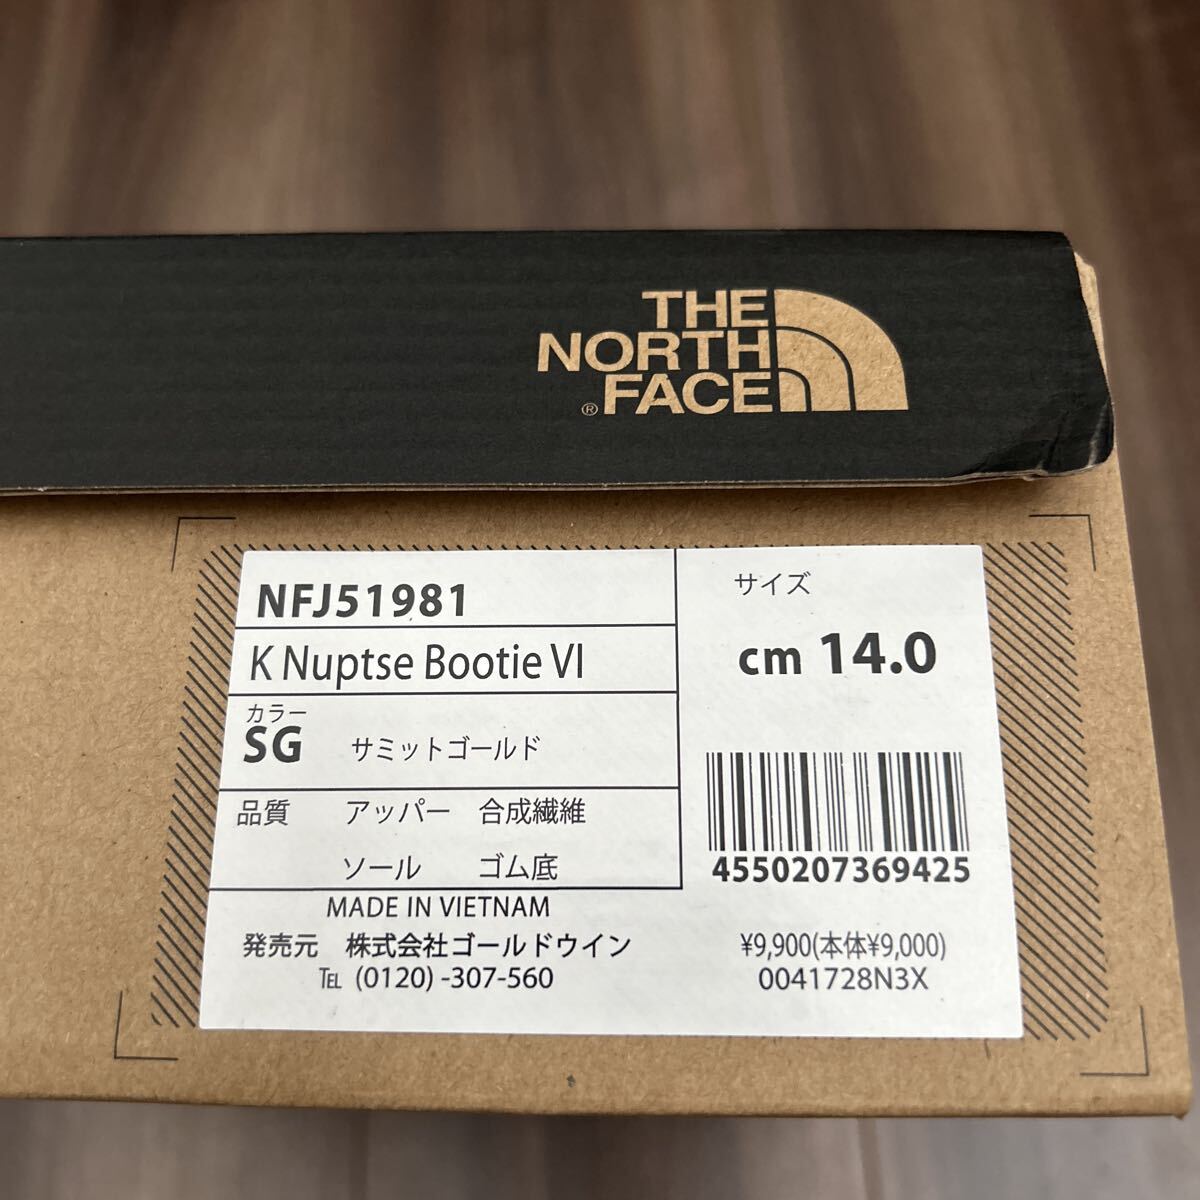 THE
NORTH
® FACE
NFJ51981
K Nuptse Bootie VI
カラー
SG サミットゴールド
品質 アッパー 合成繊維
ソール ゴム底
MADE IN VIETNAM
発売元 株式会社ゴールドウイン
℡ (0120) -307-560
サイズ
cm 14.0
4550207369425
¥9,900(本体¥9,000)
0041728N3X